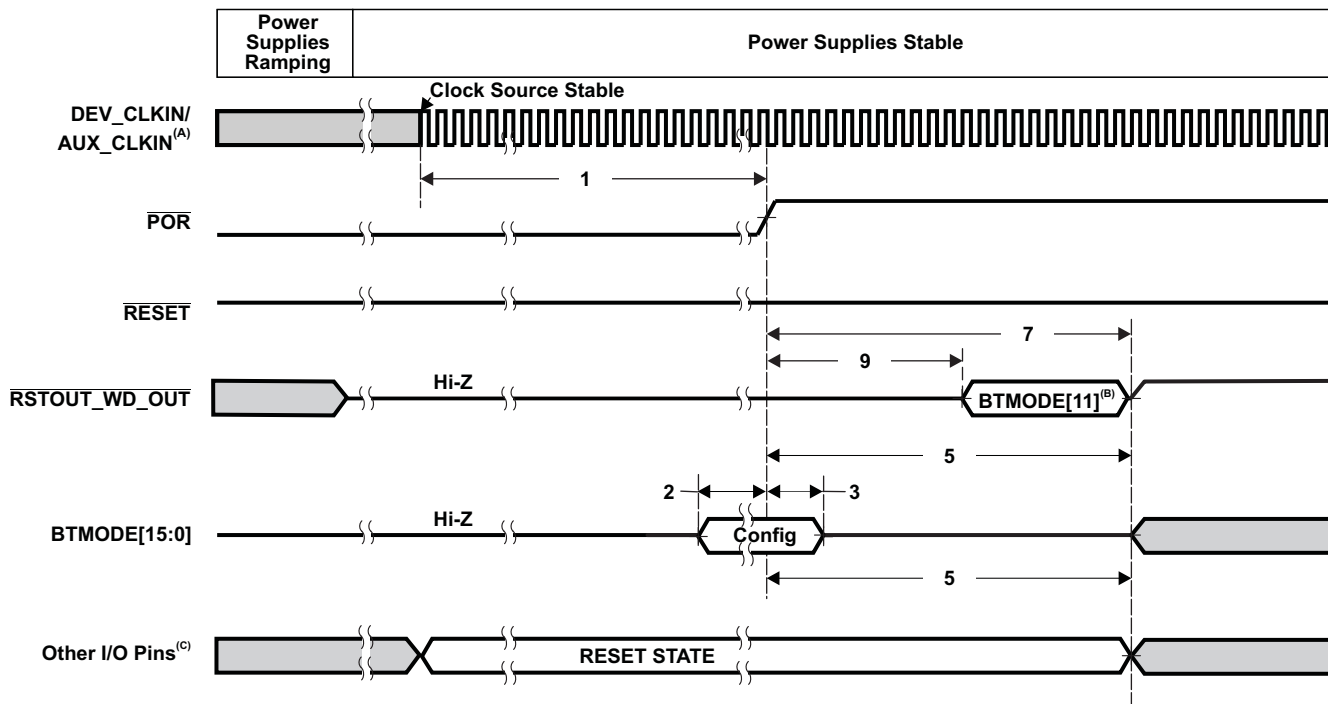 Power
Supplies
Ramping
Power Supplies Stable
Clock Source Stable
DEV_CLKIN/
AUX_CLKIN(A)
1
POR
RESET
7
9
RSTOUT_WD_OUT
Hi-Z
BTMODE[11](B)
5
2
3
BTMODE[15:0]
Hi-Z
Config
5
Other I/O Pins(C)
RESET STATE